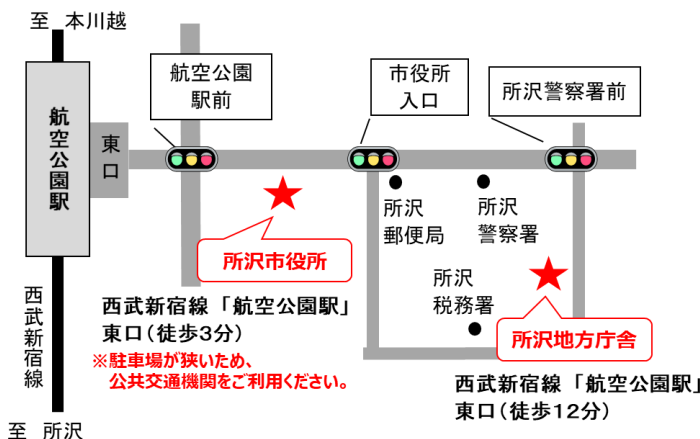 至 本川越
航空公園駅
東口
航空公園
駅前
市役所
入口
所沢警察署前
所沢市役所
所沢
郵便局
所沢
警察署
所沢
税務署
所沢地方庁舎
西武新宿線「航空公園駅」
東口(徒歩3分)
※駐車場が狭いため、
公共交通機関をご利用ください。
西武新宿線「航空公園駅」
東口(徒歩12分)
西武新宿線
至 所沢